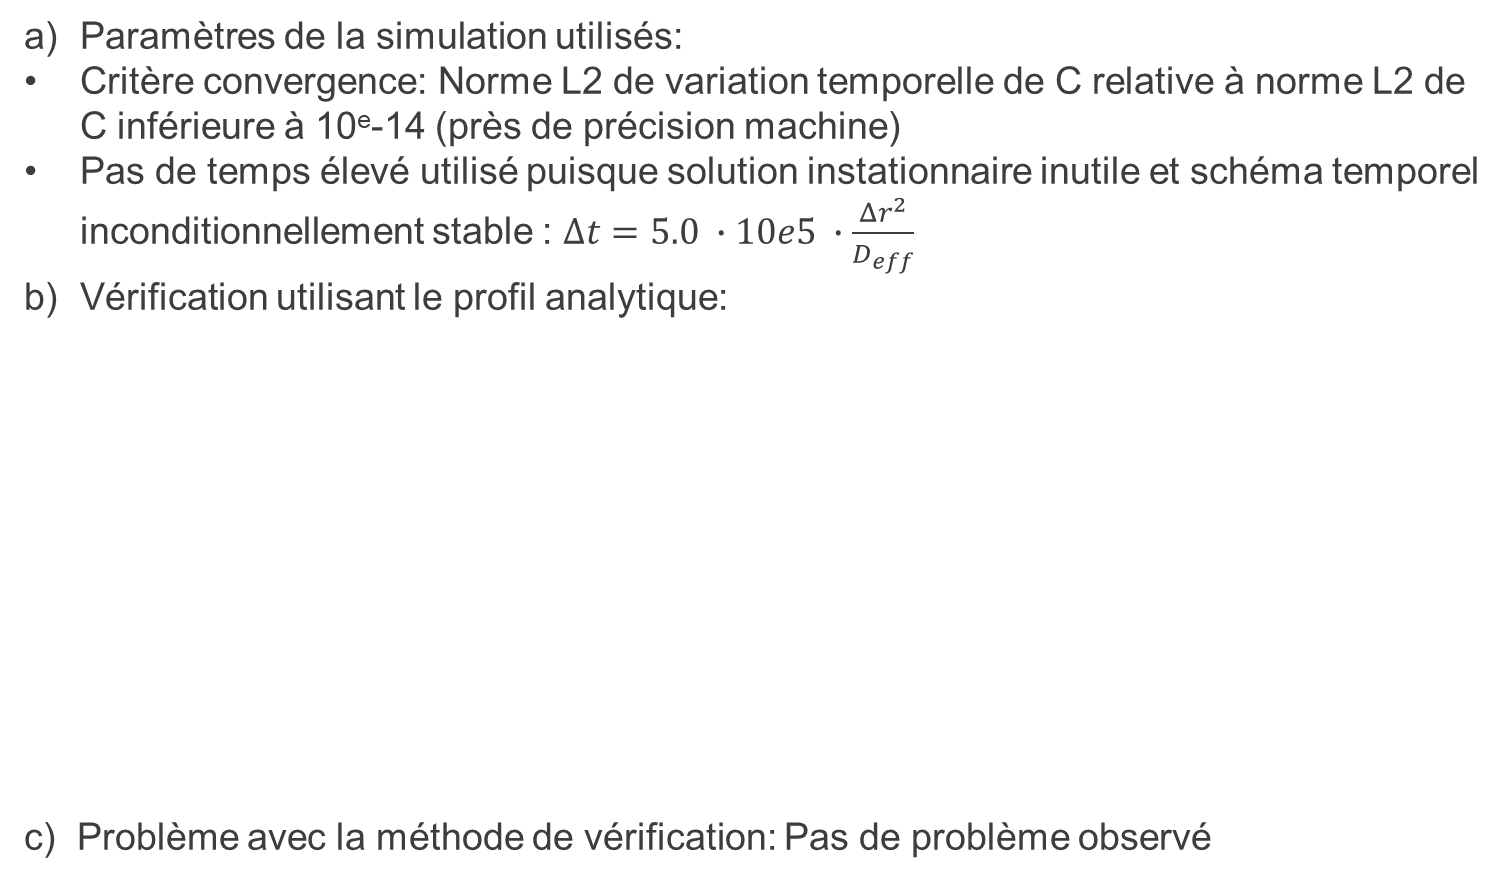 a) Paramètres de la simulation utilisés:
• Critère convergence: Norme L2 de variation temporelle de C relative à norme L2 de
C inférieure à 10ᵉ-14 (près de précision machine)
• Pas de temps élevé utilisé puisque solution instationnaire inutile et schéma temporel
inconditionnellement stable : Δt = 5.0 · 10e5 · Δr²/D_eff
b) Vérification utilisant le profil analytique:
c) Problème avec la méthode de vérification: Pas de problème observé